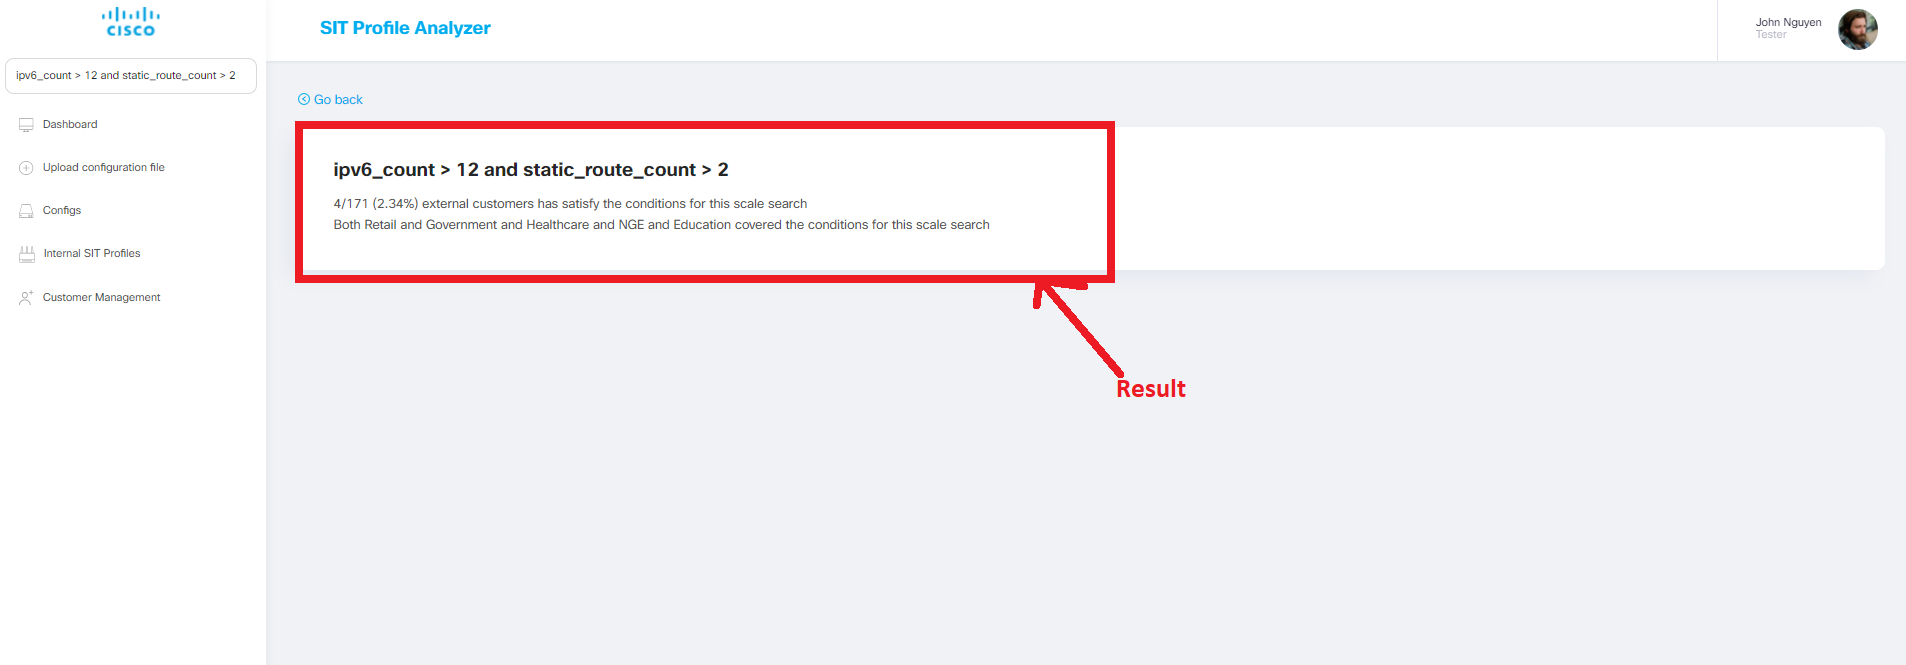 CISCO
SIT Profile Analyzer
John Nguyen
Tester
ipv6_count > 12 and static_route_count > 2
Dashboard
Upload configuration file
Configs
Internal SIT Profiles
Customer Management
Go back
ipv6_count > 12 and static_route_count > 2
4/171 (2.34%) external customers has satisfy the conditions for this scale search
Both Retail and Government and Healthcare and NGE and Education covered the conditions for this scale search
Result